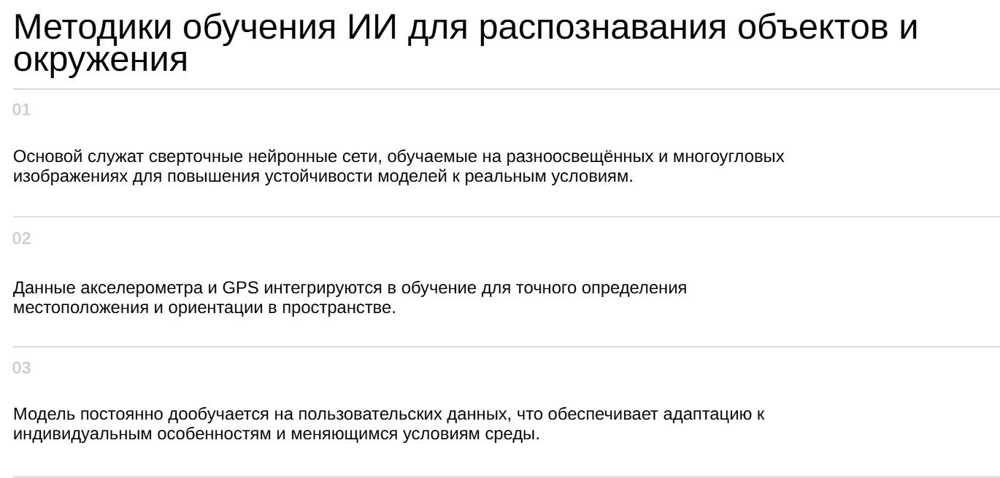 Методики обучения ИИ для распознавания объектов и
окружения
01
Основой служат сверточные нейронные сети, обучаемые на разноосвещённых и многоугловых
изображениях для повышения устойчивости моделей к реальным условиям.
02
Данные акселерометра и GPS интегрируются в обучение для точного определения
местоположения и ориентации в пространстве.
03
Модель постоянно дообучается на пользовательских данных, что обеспечивает адаптацию к
индивидуальным особенностям и меняющимся условиям среды.